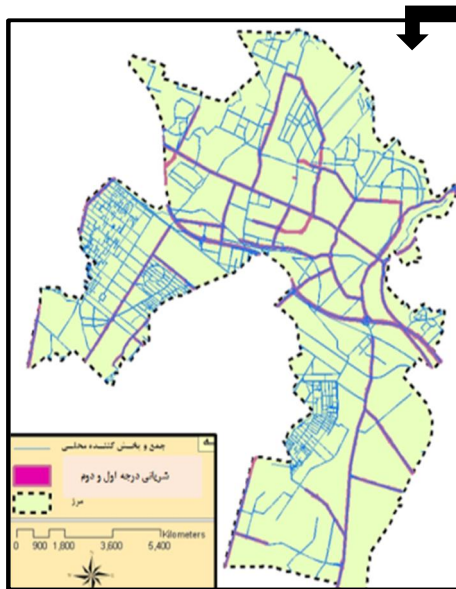 جمع و پخش کننده محلی
شریانی درجه اول و دوم
مرز
Kilometers
0 900 1,800 3,600 5,400